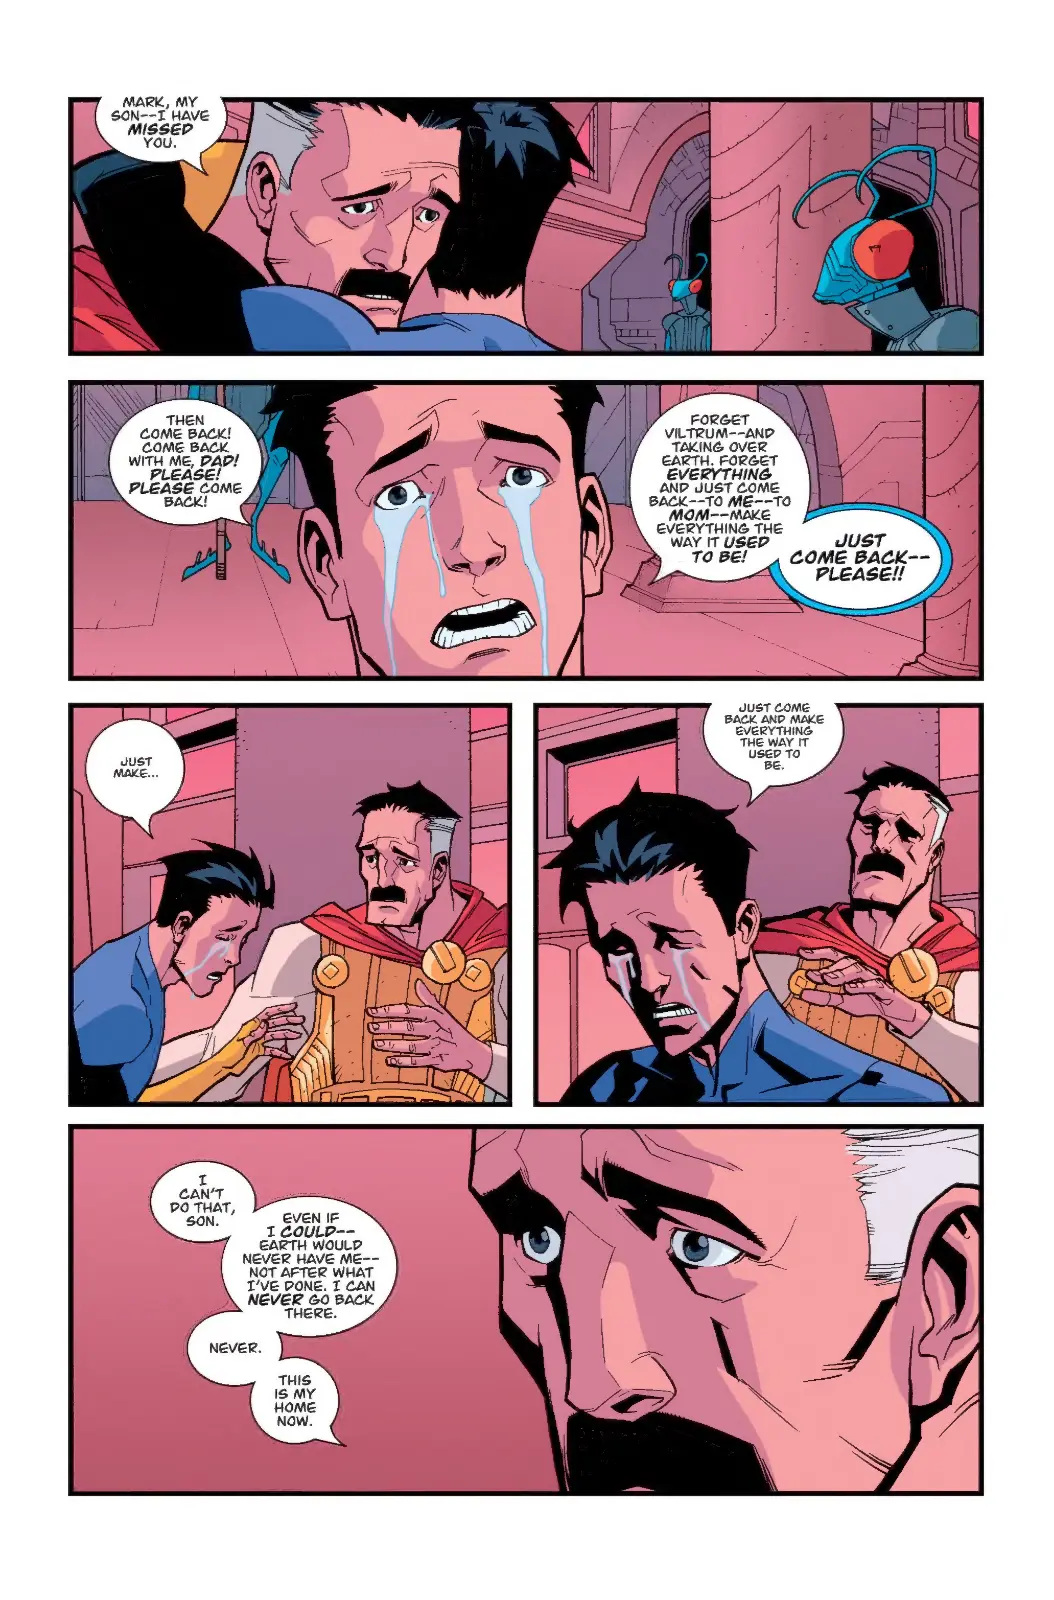 MARK, MY
SON--I HAVE
MISSED
YOU.
THEN
COME BACK!
COME BACK
WITH ME, DAD!
PLEASE!
PLEASE COME
BACK!
FORGET
VILTRUM--AND
TAKING OVER
EARTH. FORGET
EVERYTHING
AND JUST COME
BACK--TO ME--TO
MOM--MAKE
EVERYTHING THE
WAY IT USED
TO BE!
JUST
COME BACK--
PLEASE!!
JUST
MAKE...
JUST COME
BACK AND MAKE
EVERYTHING
THE WAY IT
USED TO
BE.
I
CAN'T
DO THAT,
SON.
EVEN IF
I COULD--
EARTH WOULD
NEVER HAVE ME--
NOT AFTER WHAT
I'VE DONE. I CAN
NEVER GO BACK
THERE.
NEVER.
THIS
IS MY
HOME
NOW.